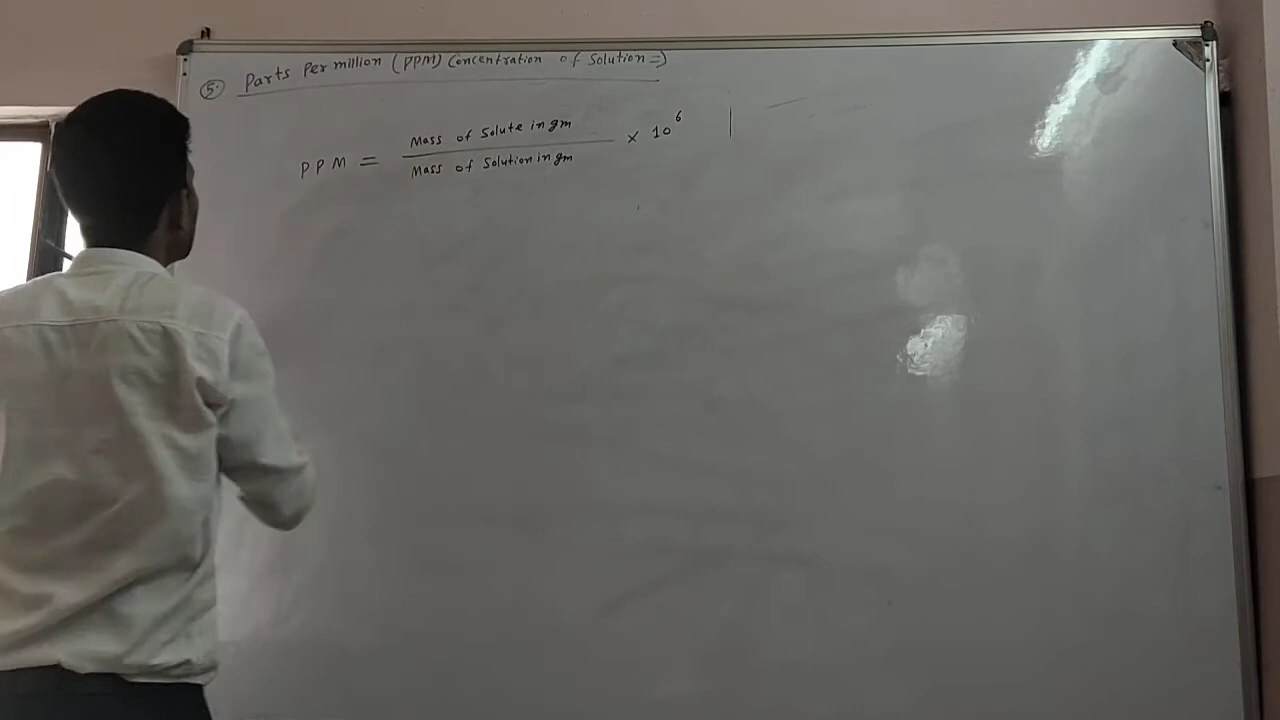 5. Parts Per million (PPM) Concentration of Solution =)
PPM = Mass of Solute in gm / Mass of Solution in gm × 10⁶ |